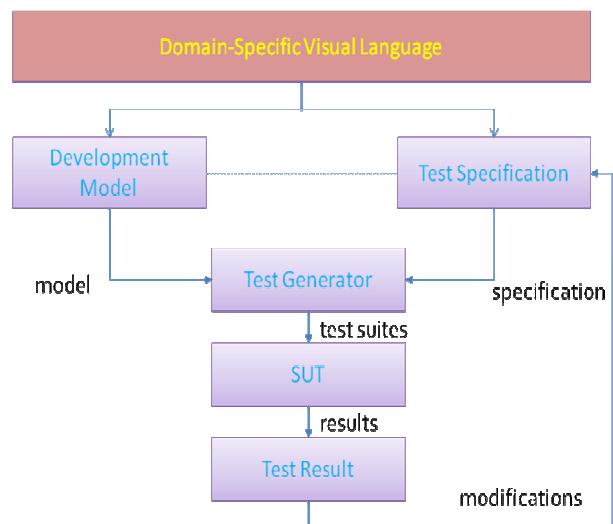 Domain-Specific Visual Language
Development
Model
Test Specification
model
Test Generator
specification
test suites
SUT
results
Test Result
modifications